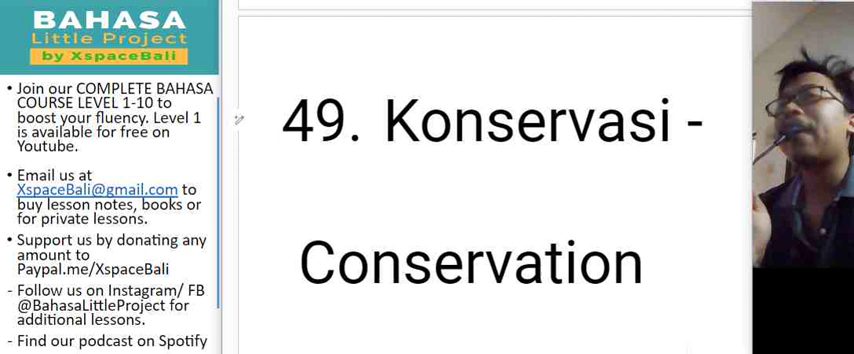 BAHASA
Little Project
by XspaceBali
• Join our COMPLETE BAHASA
COURSE LEVEL 1-10 to
boost your fluency. Level 1
is available for free on
Youtube.
• Email us at
XspaceBali@gmail.com to
buy lesson notes, books or
for private lessons.
• Support us by donating any
amount to
Paypal.me/XspaceBali
- Follow us on Instagram/ FB
@BahasaLittleProject for
additional lessons.
- Find our podcast on Spotify
49. Konservasi -
Conservation